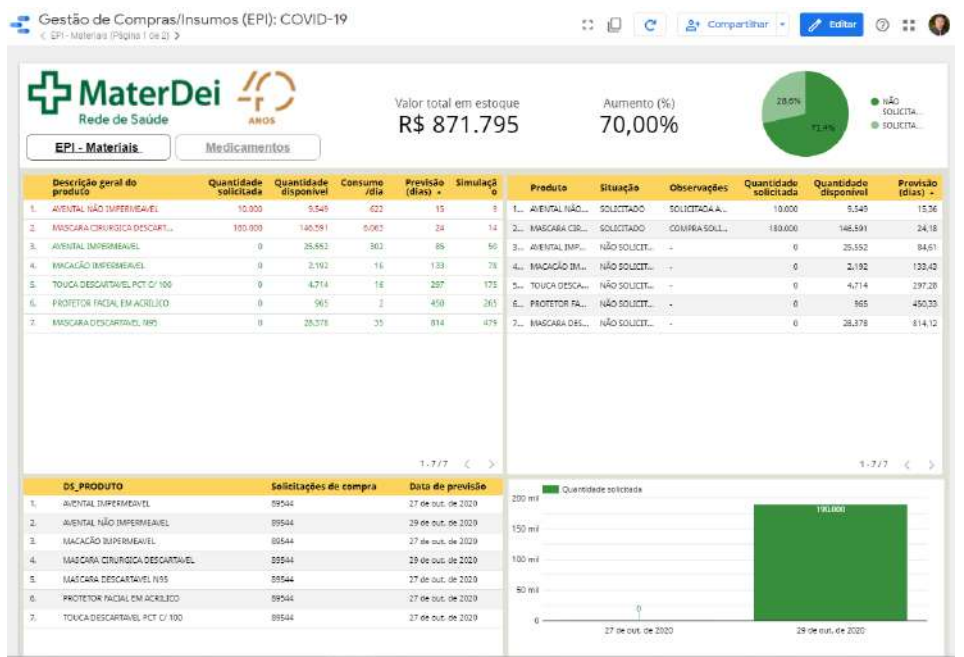 Gestão de Compras/Insumos (EPI): COVID-19
EPI - Materiais (Página 1 de 2)
Compartilhar
Editar
MaterDei
Rede de Saúde
40
ANOS
Valor total em estoque
R$ 871.795
Aumento (%)
70,00%
28,6%
71,4%
NÃO SOLICITA...
SOLICITA...
EPI - Materiais
Medicamentos
Descrição geral do produto Quantidade solicitada Quantidade disponível Consumo /dia Previsão (dias) Simulação
1. AVENTAL NÃO IMPERMEAVEL 10.000 9.549 622 15 9
2. MASCARA CIRURGICA DESCART... 180.000 146.591 6.063 24 14
3. AVENTAL IMPERMEAVEL 0 25.552 302 85 50
4. MACACÃO IMPERMEAVEL 0 2.192 16 133 78
5. TOUCA DESCARTAVEL PCT C/ 100 0 4.714 16 297 175
6. PROTETOR FACIAL EM ACRILICO 0 965 2 450 265
7. MASCARA DESCARTAVEL N95 0 28.378 35 814 479
1-7/7
Produto Situação Observações Quantidade solicitada Quantidade disponível Previsão (dias)
1... AVENTAL NÃO... SOLICITADO SOLICITADA A... 10.000 9.549 15,36
2... MASCARA CIR... SOLICITADO COMPRA SOLI... 180.000 146.591 24,18
3... AVENTAL IMP... NÃO SOLICIT... - 0 25.552 84,61
4... MACACÃO IM... NÃO SOLICIT... - 0 2.192 133,43
5... TOUCA DESCA... NÃO SOLICIT... - 0 4.714 297,28
6... PROTETOR FA... NÃO SOLICIT... - 0 965 450,33
7... MASCARA DES... NÃO SOLICIT... - 0 28.378 814,12
1-7/7
DS_PRODUTO Solicitações de compra Data de previsão
1. AVENTAL IMPERMEAVEL 89544 27 de out. de 2020
2. AVENTAL NÃO IMPERMEAVEL 89544 29 de out. de 2020
3. MACACÃO IMPERMEAVEL 89544 27 de out. de 2020
4. MASCARA CIRURGICA DESCARTAVEL 89544 29 de out. de 2020
5. MASCARA DESCARTAVEL N95 89544 27 de out. de 2020
6. PROTETOR FACIAL EM ACRILICO 89544 27 de out. de 2020
7. TOUCA DESCARTAVEL PCT C/ 100 89544 27 de out. de 2020
Quantidade solicitada
200 mil
150 mil
100 mil
50 mil
0
0
190.000
27 de out. de 2020
29 de out. de 2020